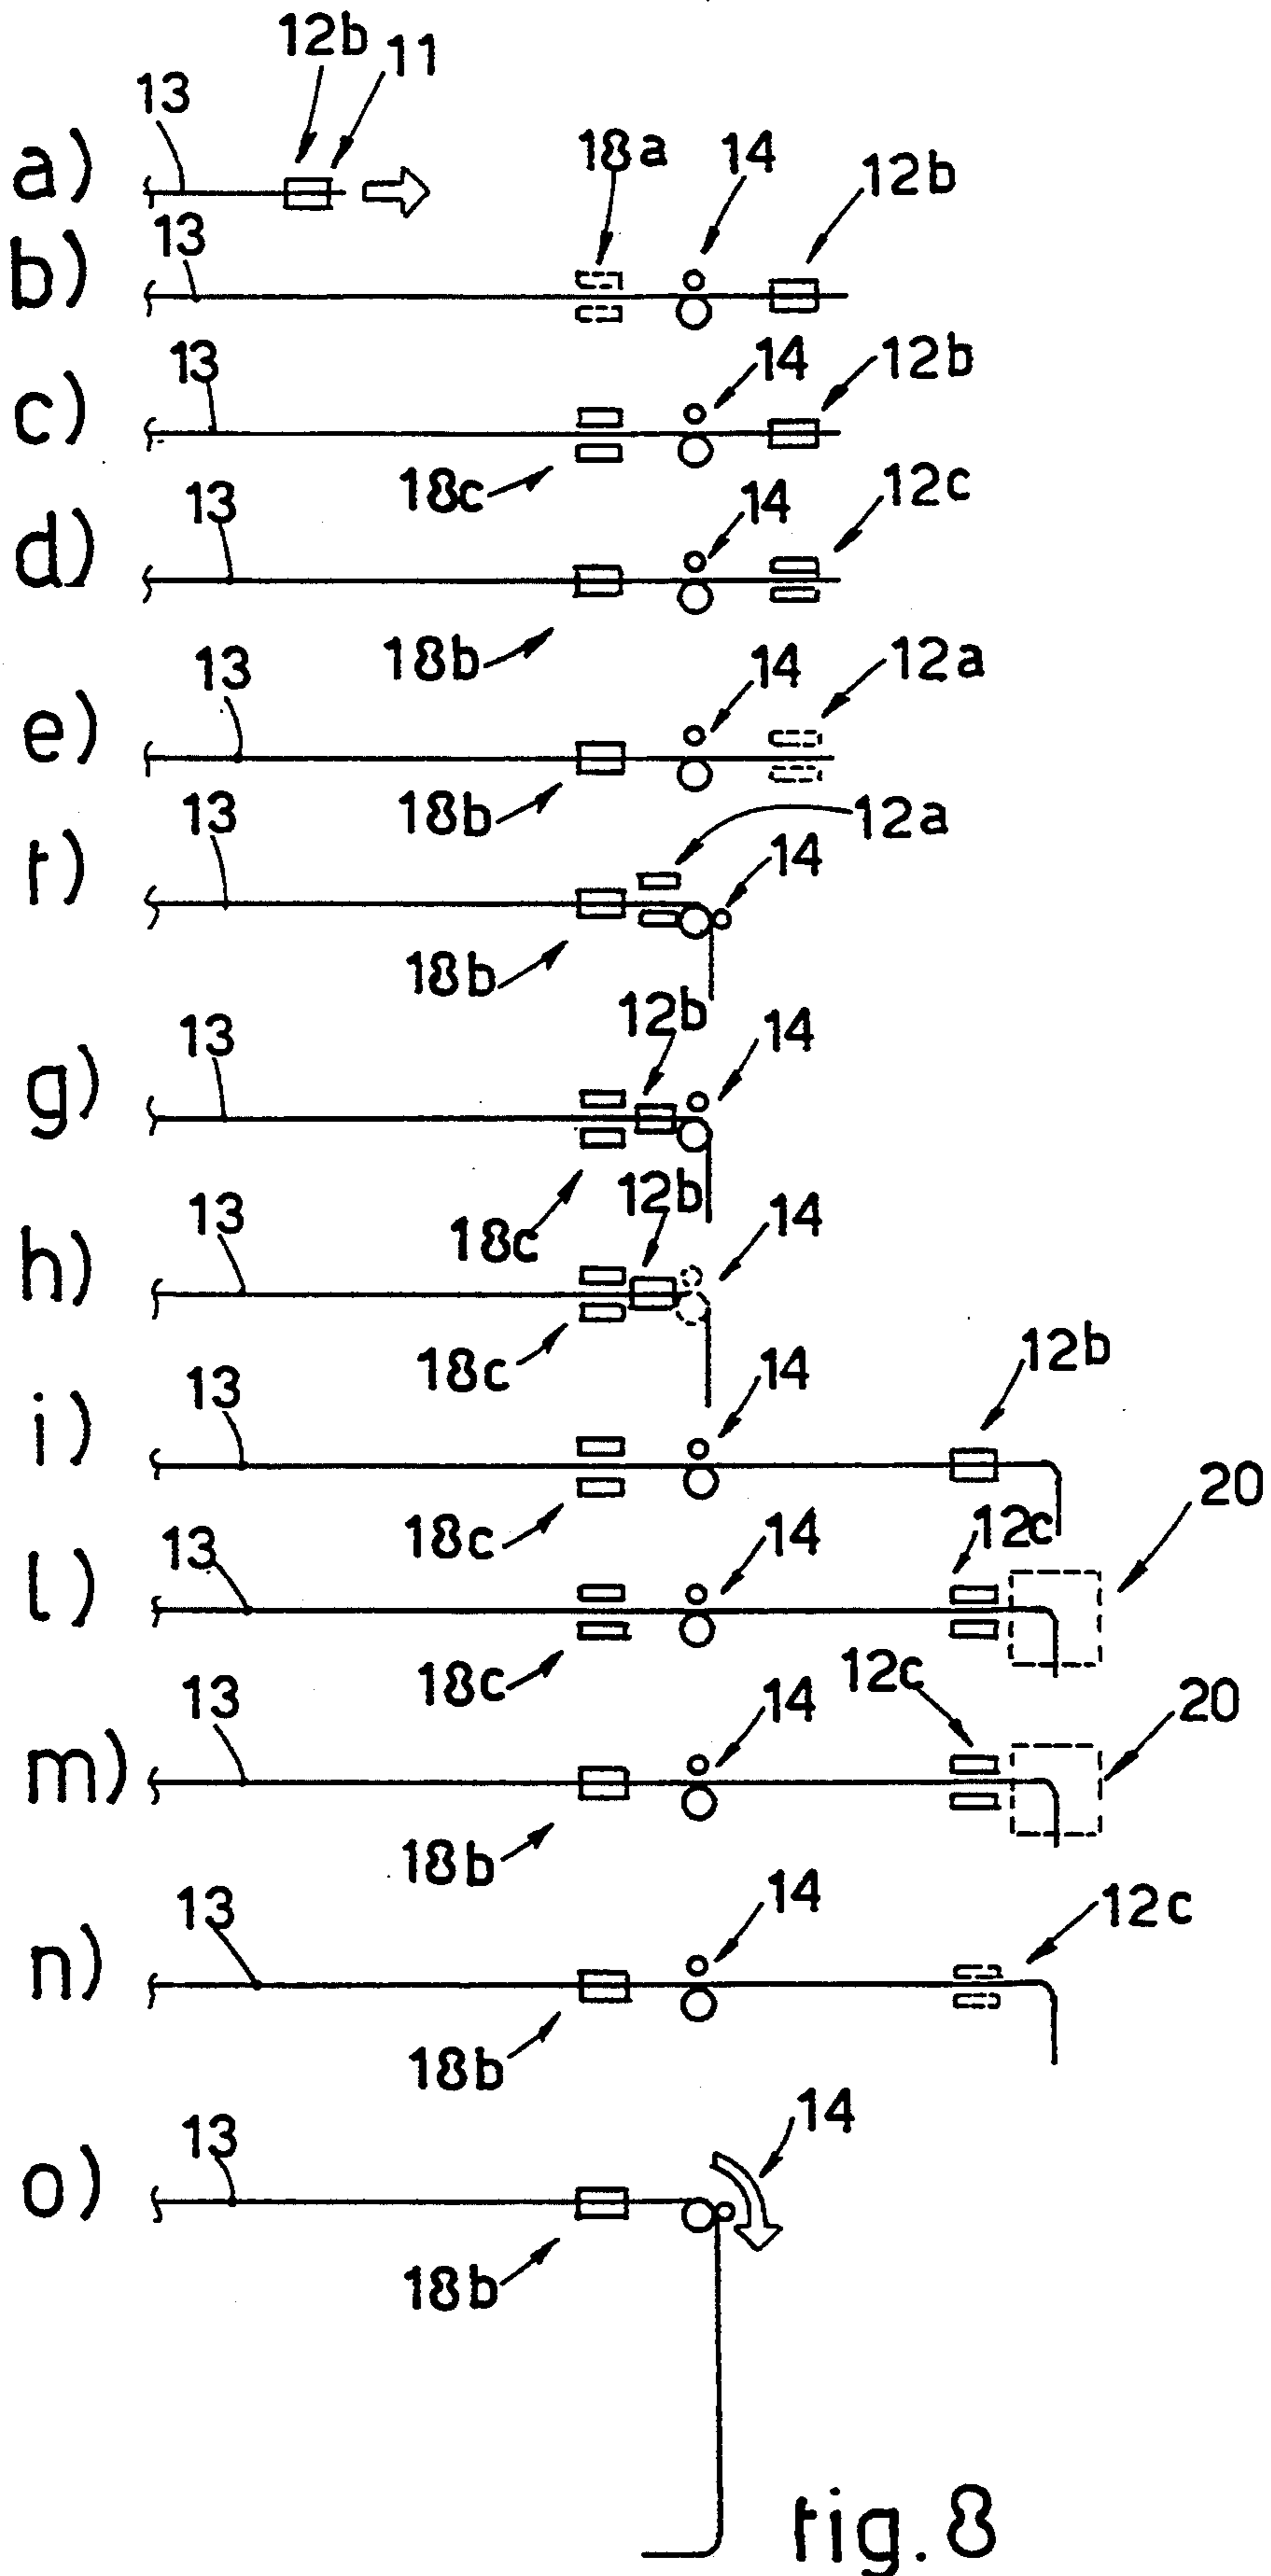 12b 11
13
a)
18a 14 12b
13
b)
13 14 12b
c)
18c
13 14 12c
d)
18b
13 14 12a
e)
18b
13 12a
f) 14
18b
12b
13 14
g)
18c 12b
13 14
h)
18c
13 14 12b
i)
20
18c 12c
13 14
l)
18c 12c
13 14 20
m)
18b
13 14 12c
n)
18b
14
13
o)
18b
fig. 8